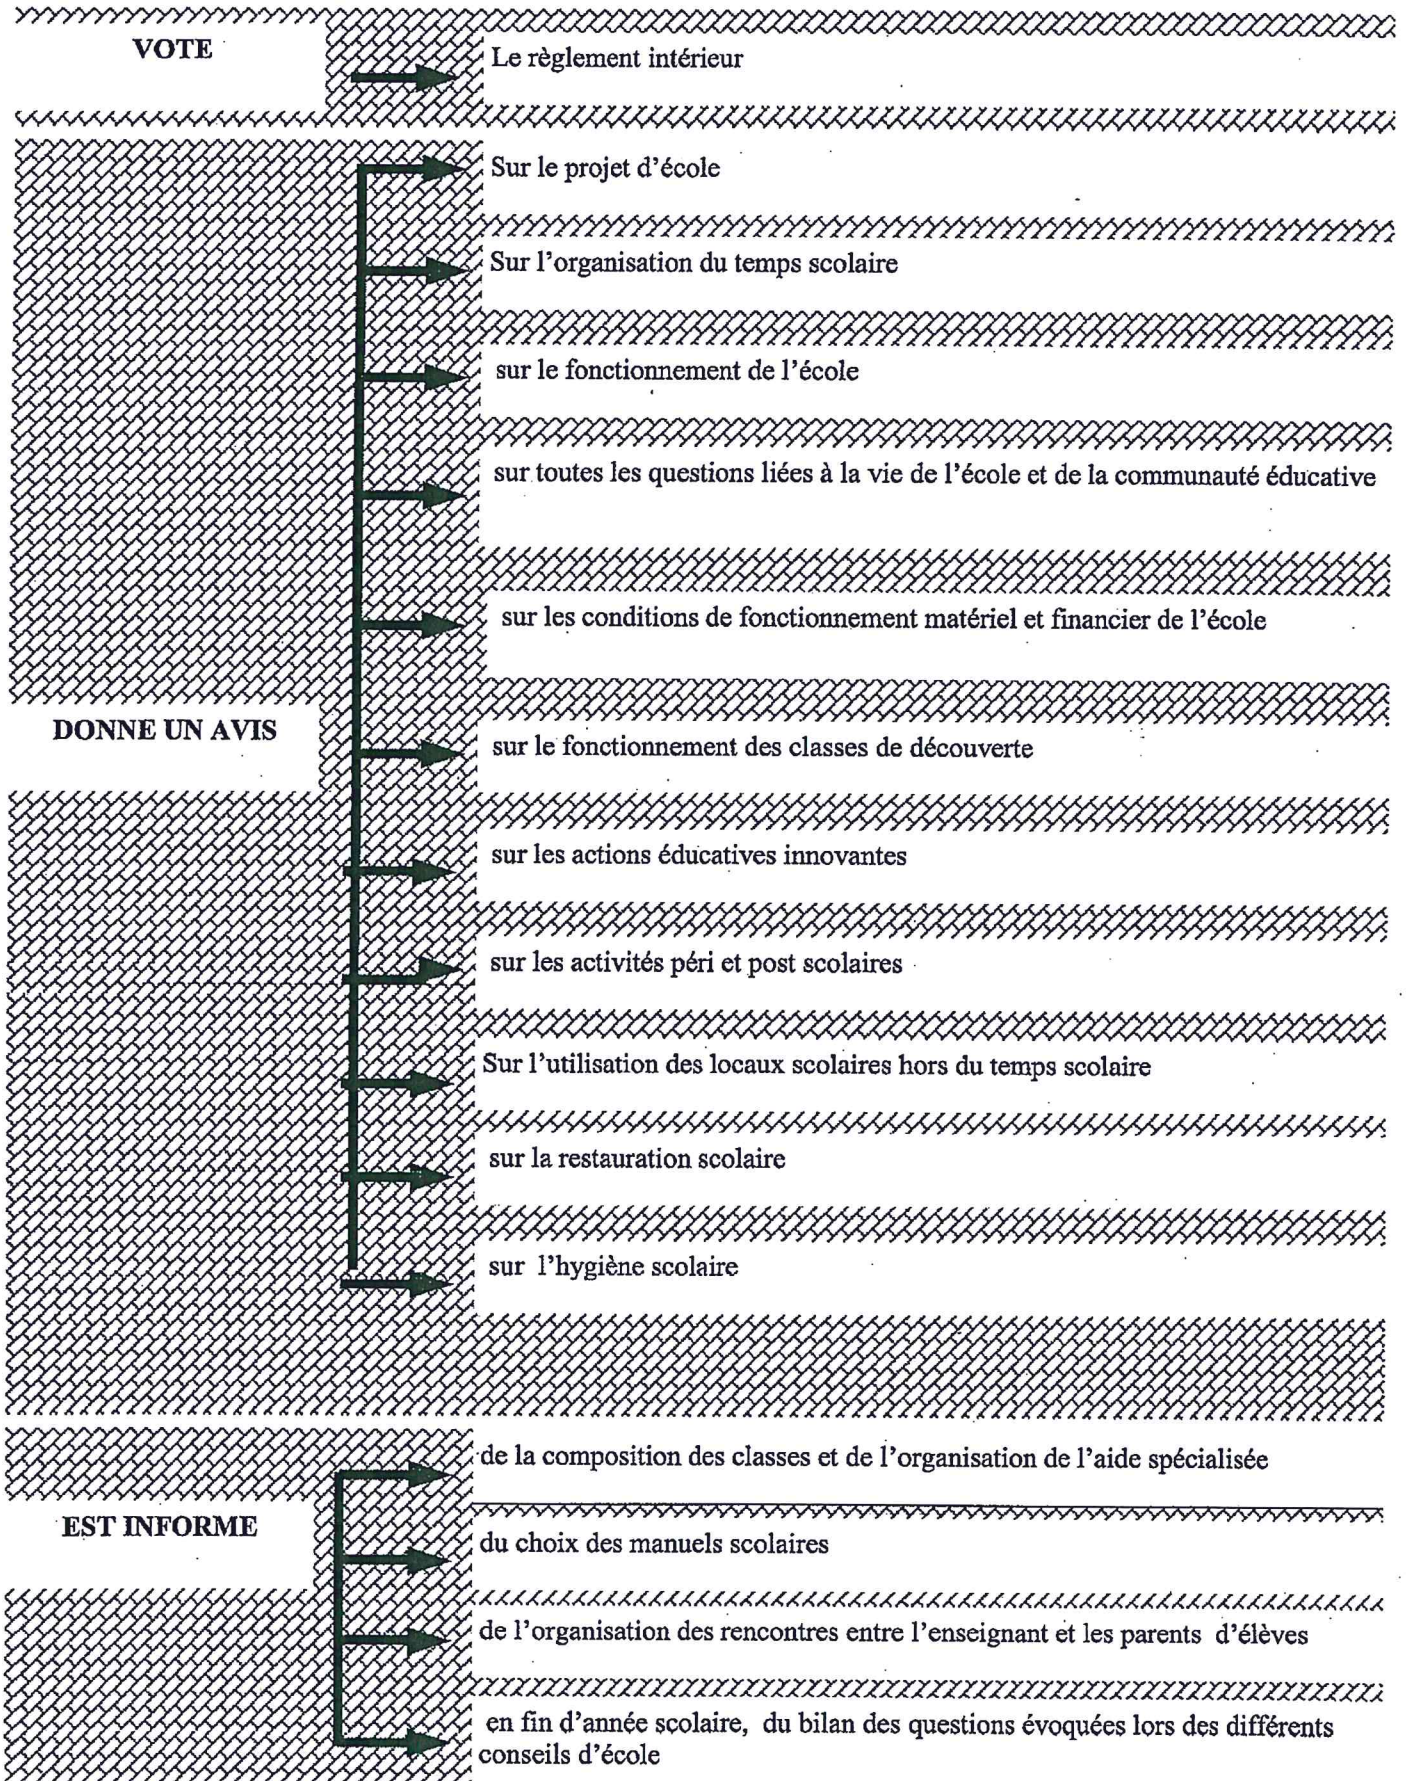 VOTE
Le règlement intérieur
Sur le projet d'école
Sur l'organisation du temps scolaire
sur le fonctionnement de l'école
sur toutes les questions liées à la vie de l'école et de la communauté éducative
sur les conditions de fonctionnement matériel et financier de l'école
DONNE UN AVIS
sur le fonctionnement des classes de découverte
sur les actions éducatives innovantes
sur les activités péri et post scolaires
Sur l'utilisation des locaux scolaires hors du temps scolaire
sur la restauration scolaire
sur l'hygiène scolaire
de la composition des classes et de l'organisation de l'aide spécialisée
EST INFORME
du choix des manuels scolaires
de l'organisation des rencontres entre l'enseignant et les parents d'élèves
en fin d'année scolaire, du bilan des questions évoquées lors des différents
conseils d'école